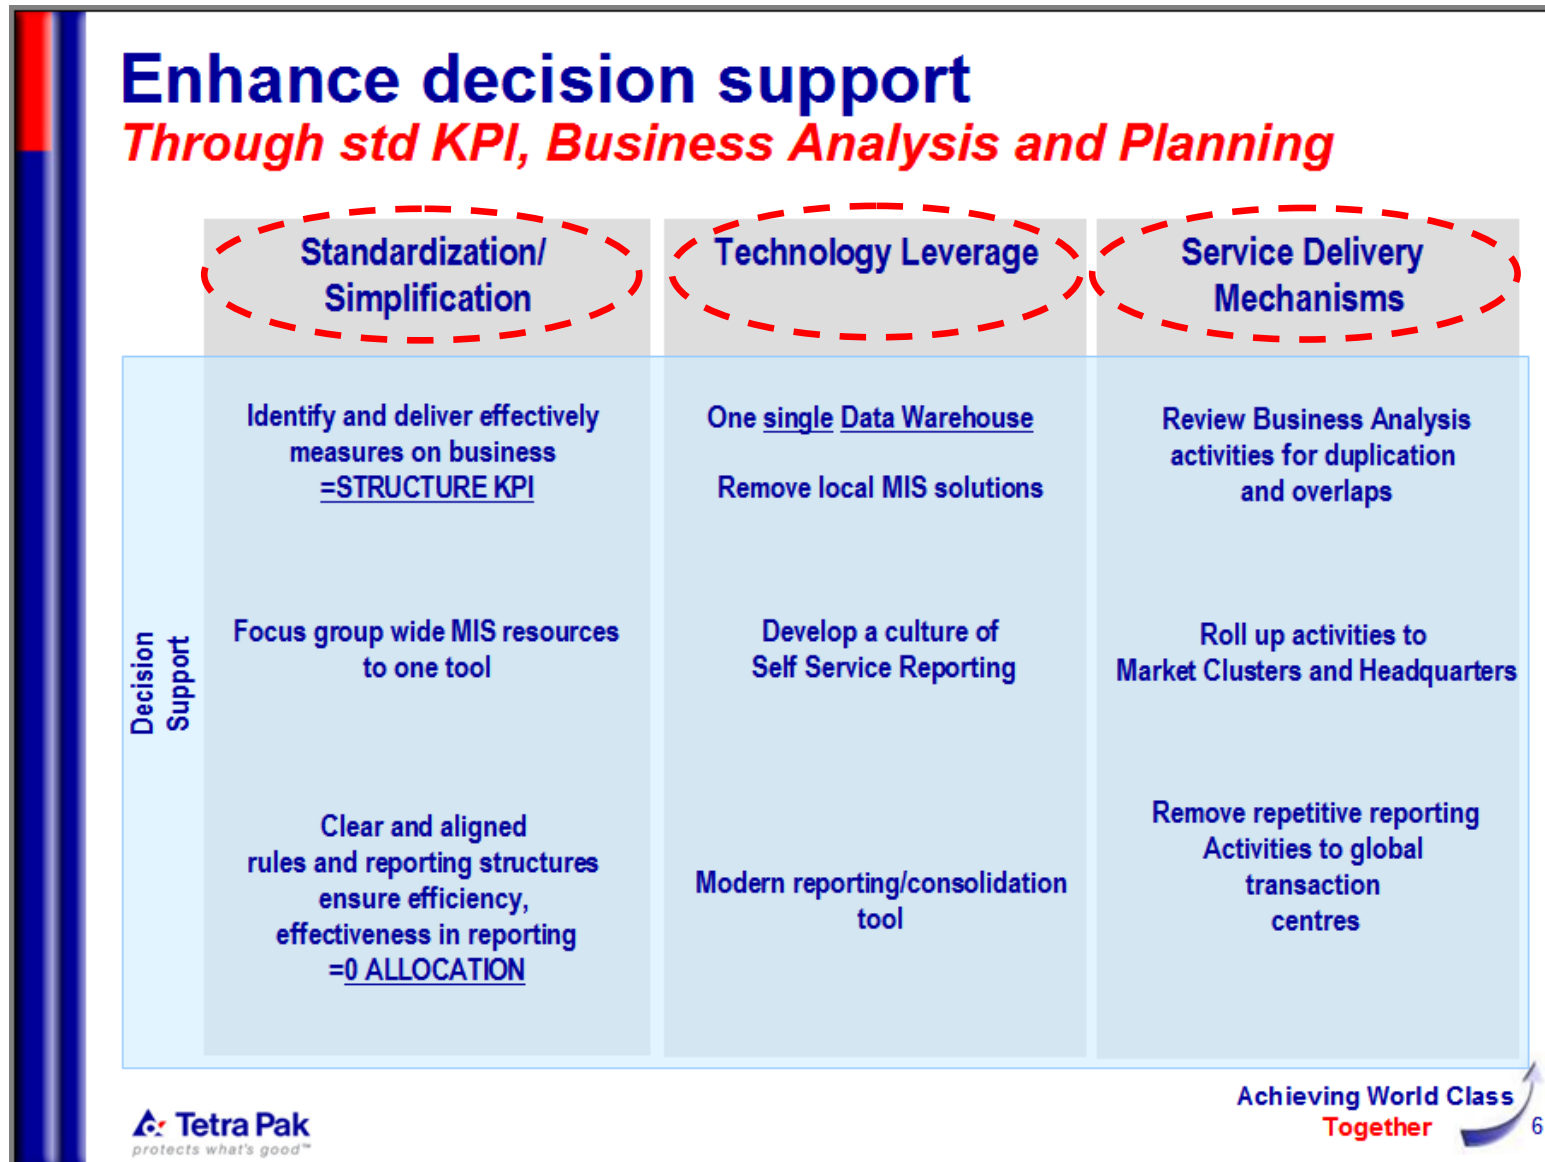 Enhance decision support
Through std KPI, Business Analysis and Planning
Standardization/
Simplification
Technology Leverage
Service Delivery
Mechanisms
Decision
Support
Identify and deliver effectively
measures on business
=STRUCTURE KPI
Focus group wide MIS resources
to one tool
Clear and aligned
rules and reporting structures
ensure efficiency,
effectiveness in reporting
=0 ALLOCATION
One single Data Warehouse
Remove local MIS solutions
Develop a culture of
Self Service Reporting
Modern reporting/consolidation
tool
Review Business Analysis
activities for duplication
and overlaps
Roll up activities to
Market Clusters and Headquarters
Remove repetitive reporting
Activities to global
transaction
centres
Tetra Pak
protects what's good™
Achieving World Class
Together
6